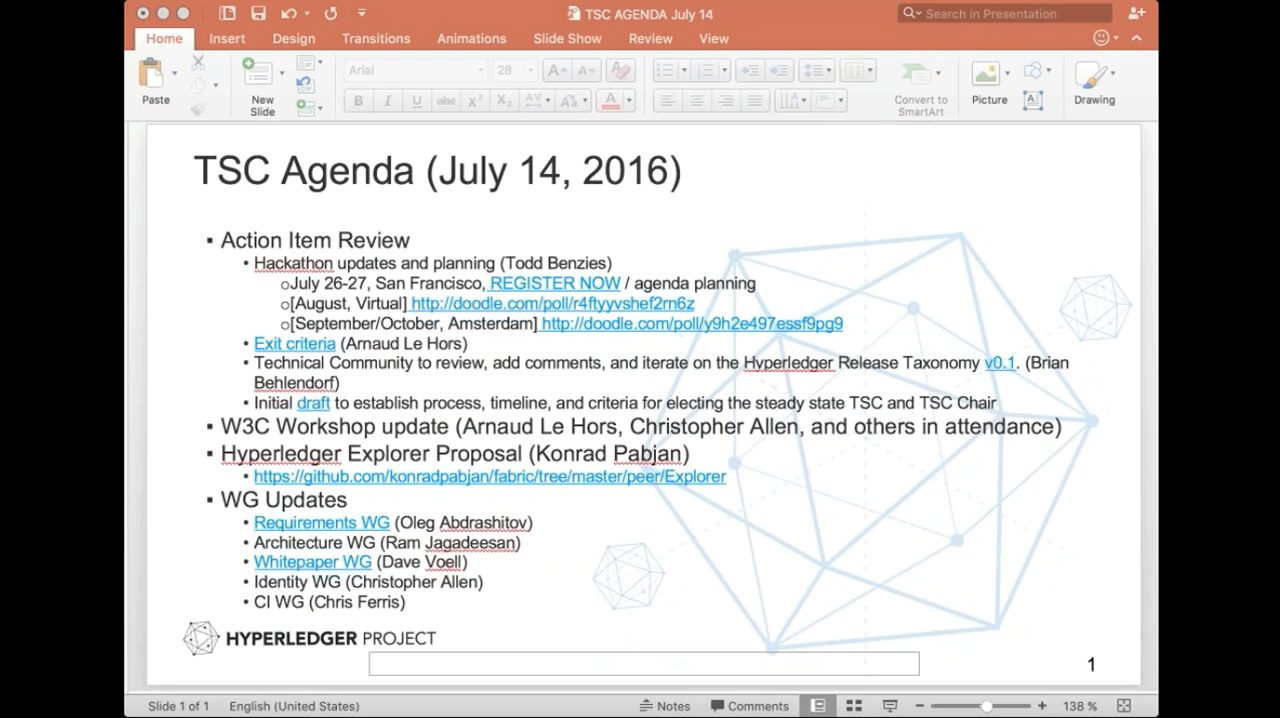 TSC AGENDA July 14
Search in Presentation
Home Insert Design Transitions Animations Slide Show Review View
Arial 28
Paste New Slide Convert to SmartArt Picture Drawing
TSC Agenda (July 14, 2016)
▪ Action Item Review
• Hackathon updates and planning (Todd Benzies)
oJuly 26-27, San Francisco, REGISTER NOW / agenda planning
o[August, Virtual] http://doodle.com/poll/r4ftyyvshef2rn6z
o[September/October, Amsterdam] http://doodle.com/poll/y9h2e497essf9pg9
• Exit criteria (Arnaud Le Hors)
• Technical Community to review, add comments, and iterate on the Hyperledger Release Taxonomy v0.1. (Brian
Behlendorf)
• Initial draft to establish process, timeline, and criteria for electing the steady state TSC and TSC Chair
▪ W3C Workshop update (Arnaud Le Hors, Christopher Allen, and others in attendance)
▪ Hyperledger Explorer Proposal (Konrad Pabjan)
• https://github.com/konradpabjan/fabric/tree/master/peer/Explorer
▪ WG Updates
• Requirements WG (Oleg Abdrashitov)
• Architecture WG (Ram Jagadeesan)
• Whitepaper WG (Dave Voell)
• Identity WG (Christopher Allen)
• CI WG (Chris Ferris)
HYPERLEDGER PROJECT
1
Slide 1 of 1 English (United States) Notes Comments 138 %